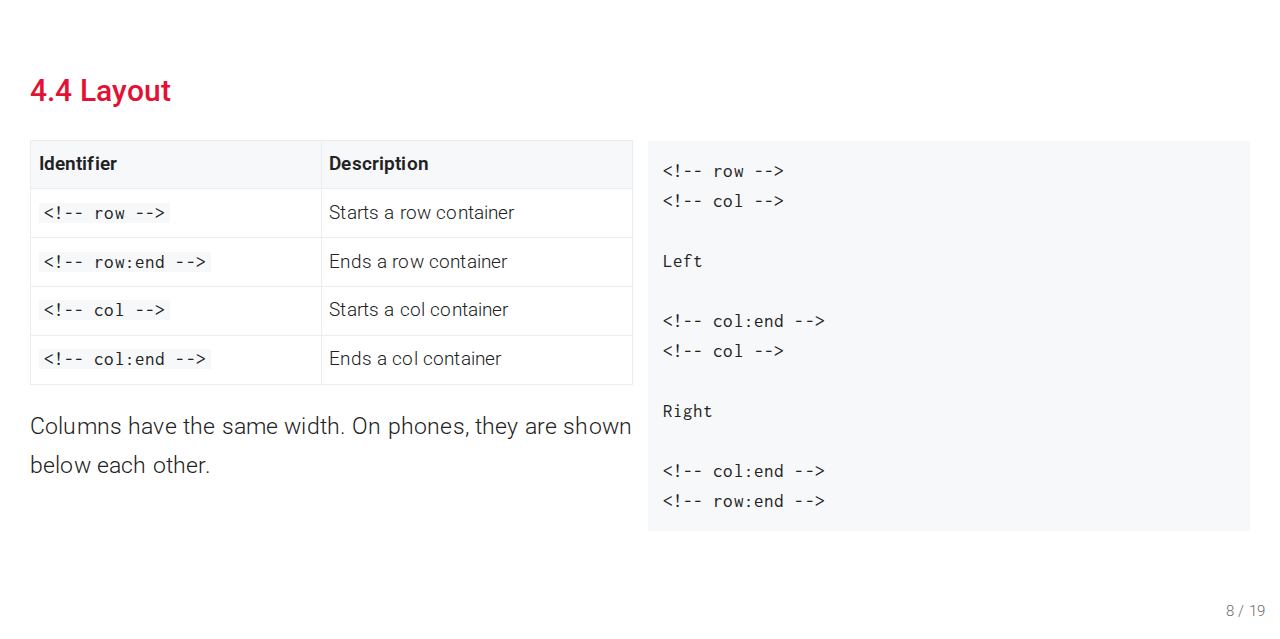 4.4 Layout
Identifier Description
<!-- row --> Starts a row container
<!-- row:end --> Ends a row container
<!-- col --> Starts a col container
<!-- col:end --> Ends a col container
Columns have the same width. On phones, they are shown
below each other.
<!-- row -->
<!-- col -->
Left
<!-- col:end -->
<!-- col -->
Right
<!-- col:end -->
<!-- row:end -->
8 / 19